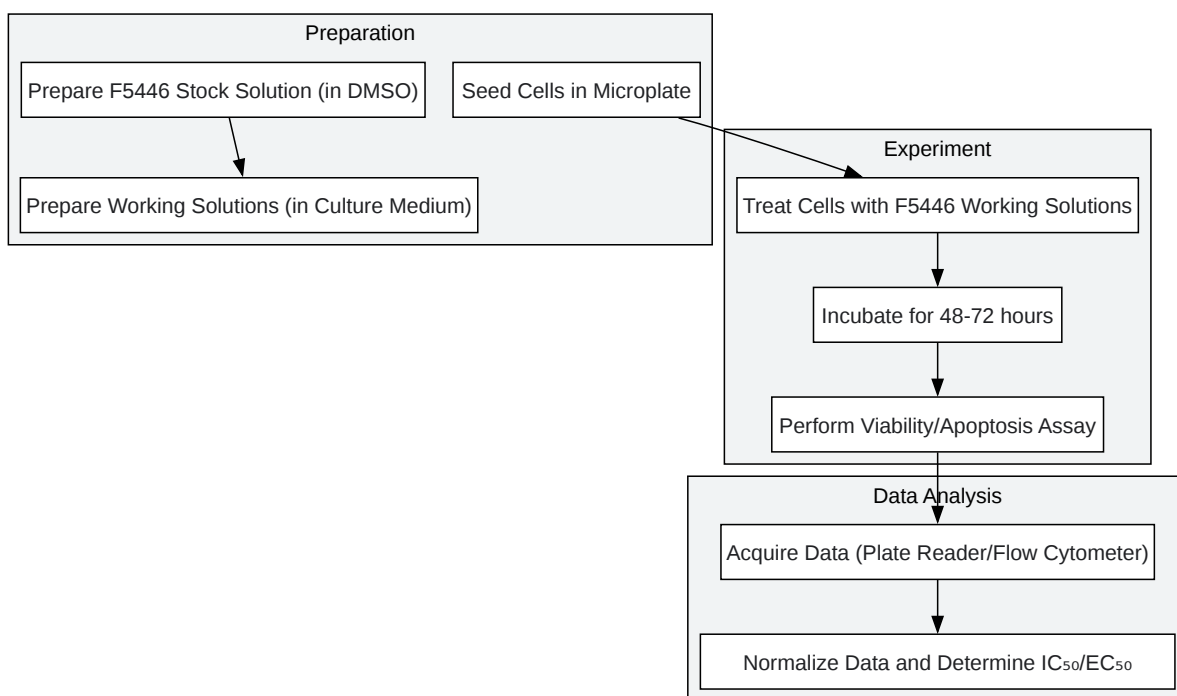 Preparation
Prepare F5446 Stock Solution (in DMSO)
Seed Cells in Microplate
Prepare Working Solutions (in Culture Medium)
Experiment
Treat Cells with F5446 Working Solutions
Incubate for 48-72 hours
Perform Viability/Apoptosis Assay
Data Analysis
Acquire Data (Plate Reader/Flow Cytometer)
Normalize Data and Determine IC₅₀/EC₅₀